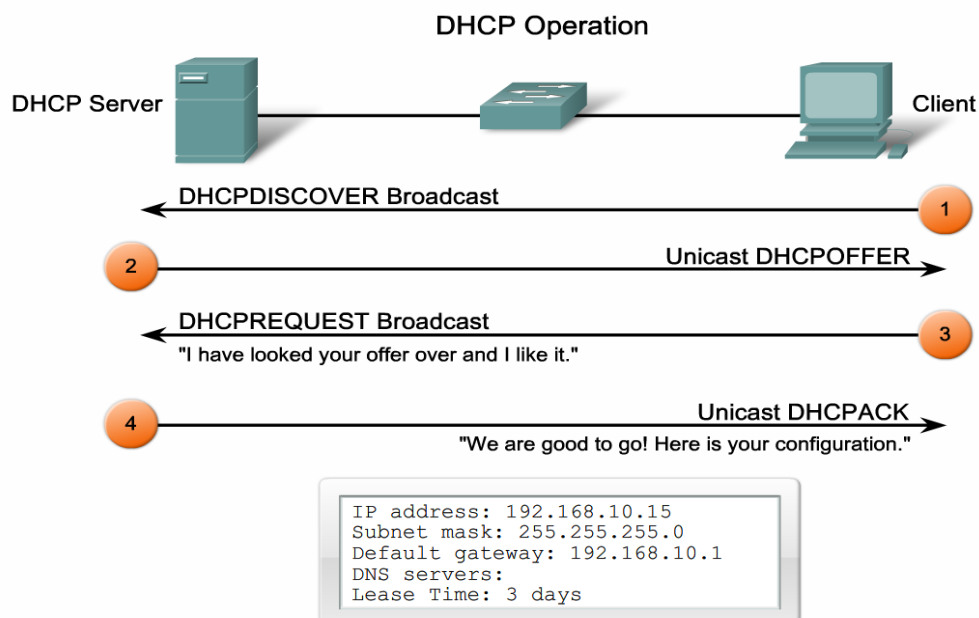 DHCP Operation
DHCP Server
Client
DHCPDISCOVER Broadcast
1
2
Unicast DHCPOFFER
DHCPREQUEST Broadcast
3
"I have looked your offer over and I like it."
4
Unicast DHCPACK
"We are good to go! Here is your configuration."
IP address: 192.168.10.15
Subnet mask: 255.255.255.0
Default gateway: 192.168.10.1
DNS servers:
Lease Time: 3 days